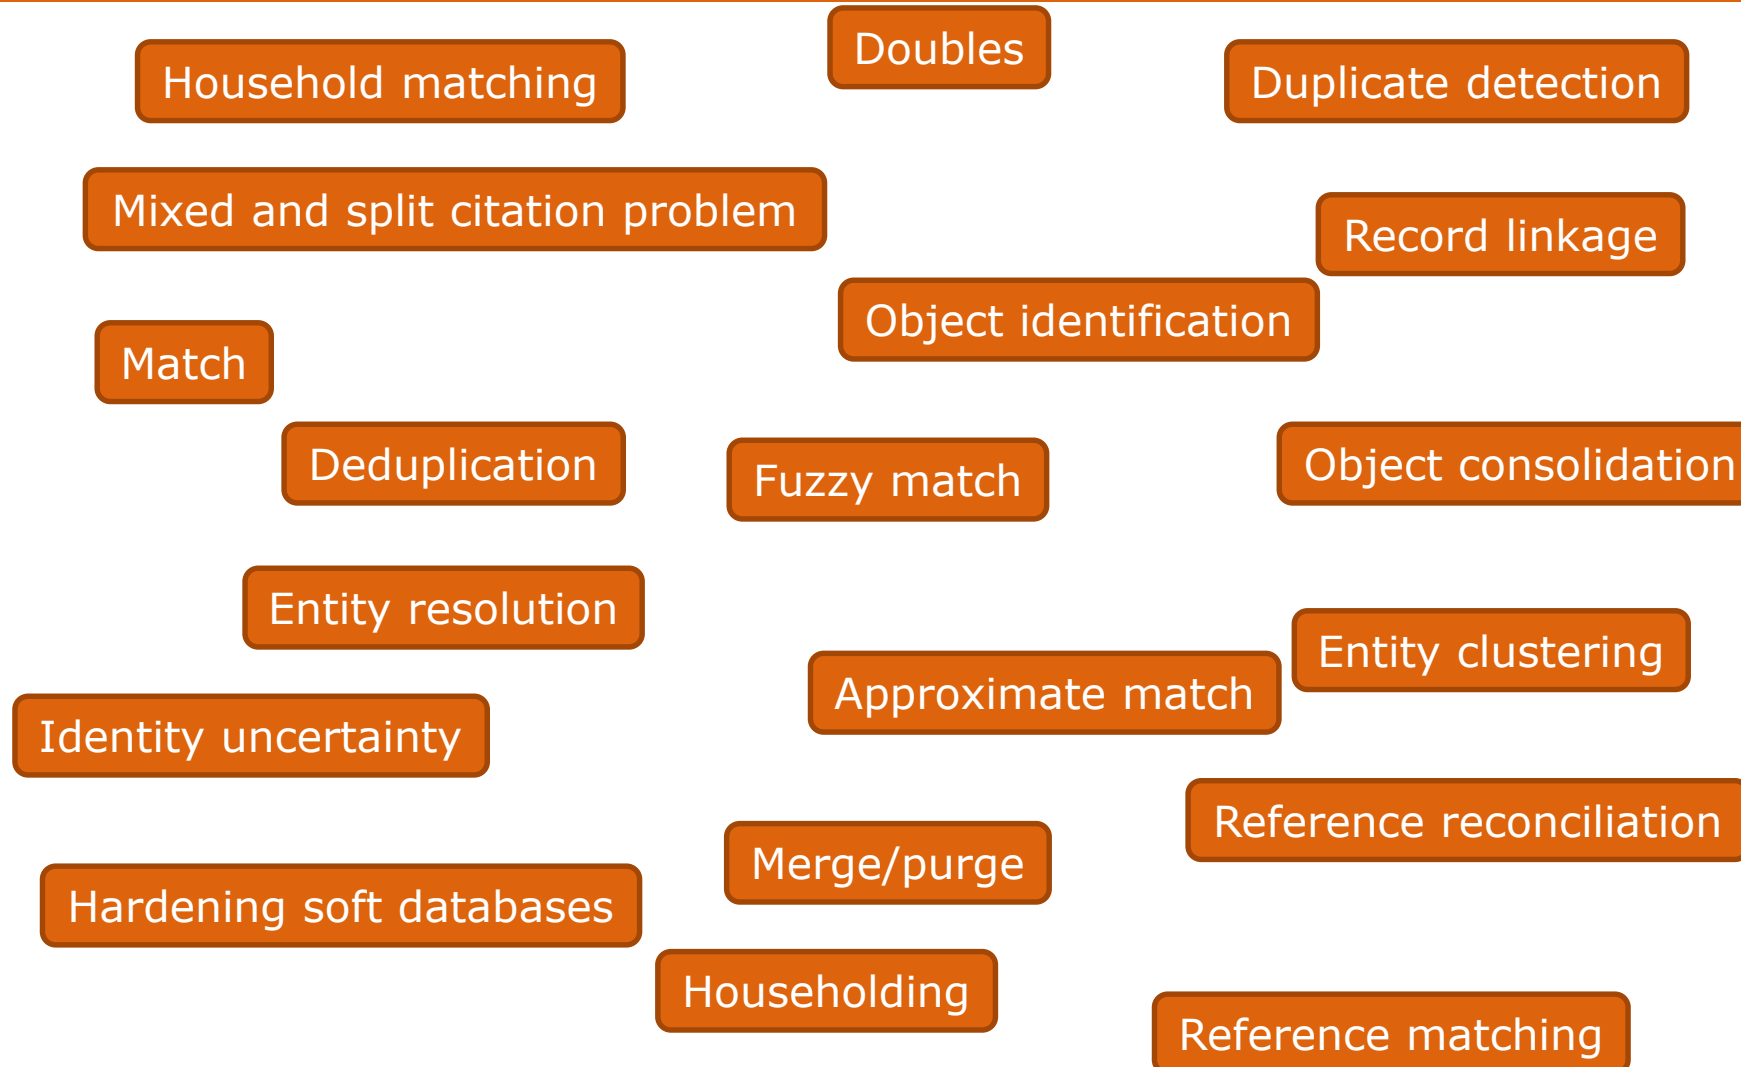 Doubles
Household matching
Duplicate detection
Mixed and split citation problem
Record linkage
Object identification
Match
Deduplication
Fuzzy match
Object consolidation
Entity resolution
Entity clustering
Approximate match
Identity uncertainty
Reference reconciliation
Merge/purge
Hardening soft databases
Householding
Reference matching